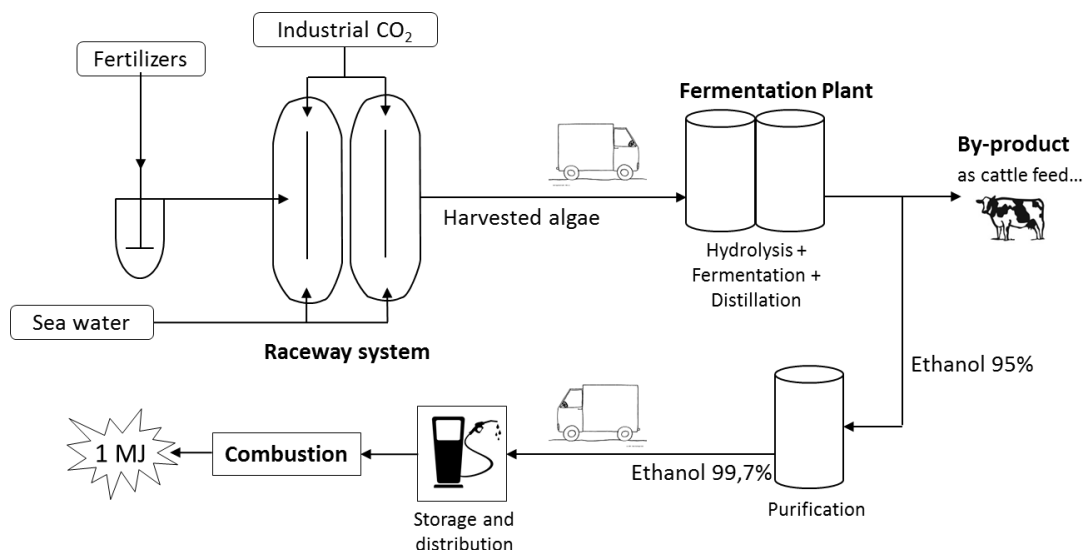 Industrial CO₂
Fertilizers
Fermentation Plant
By-product
as cattle feed...
Harvested algae
Hydrolysis +
Fermentation +
Distillation
Sea water
Raceway system
Ethanol 95%
1 MJ
Combustion
Ethanol 99,7%
Purification
Storage and
distribution